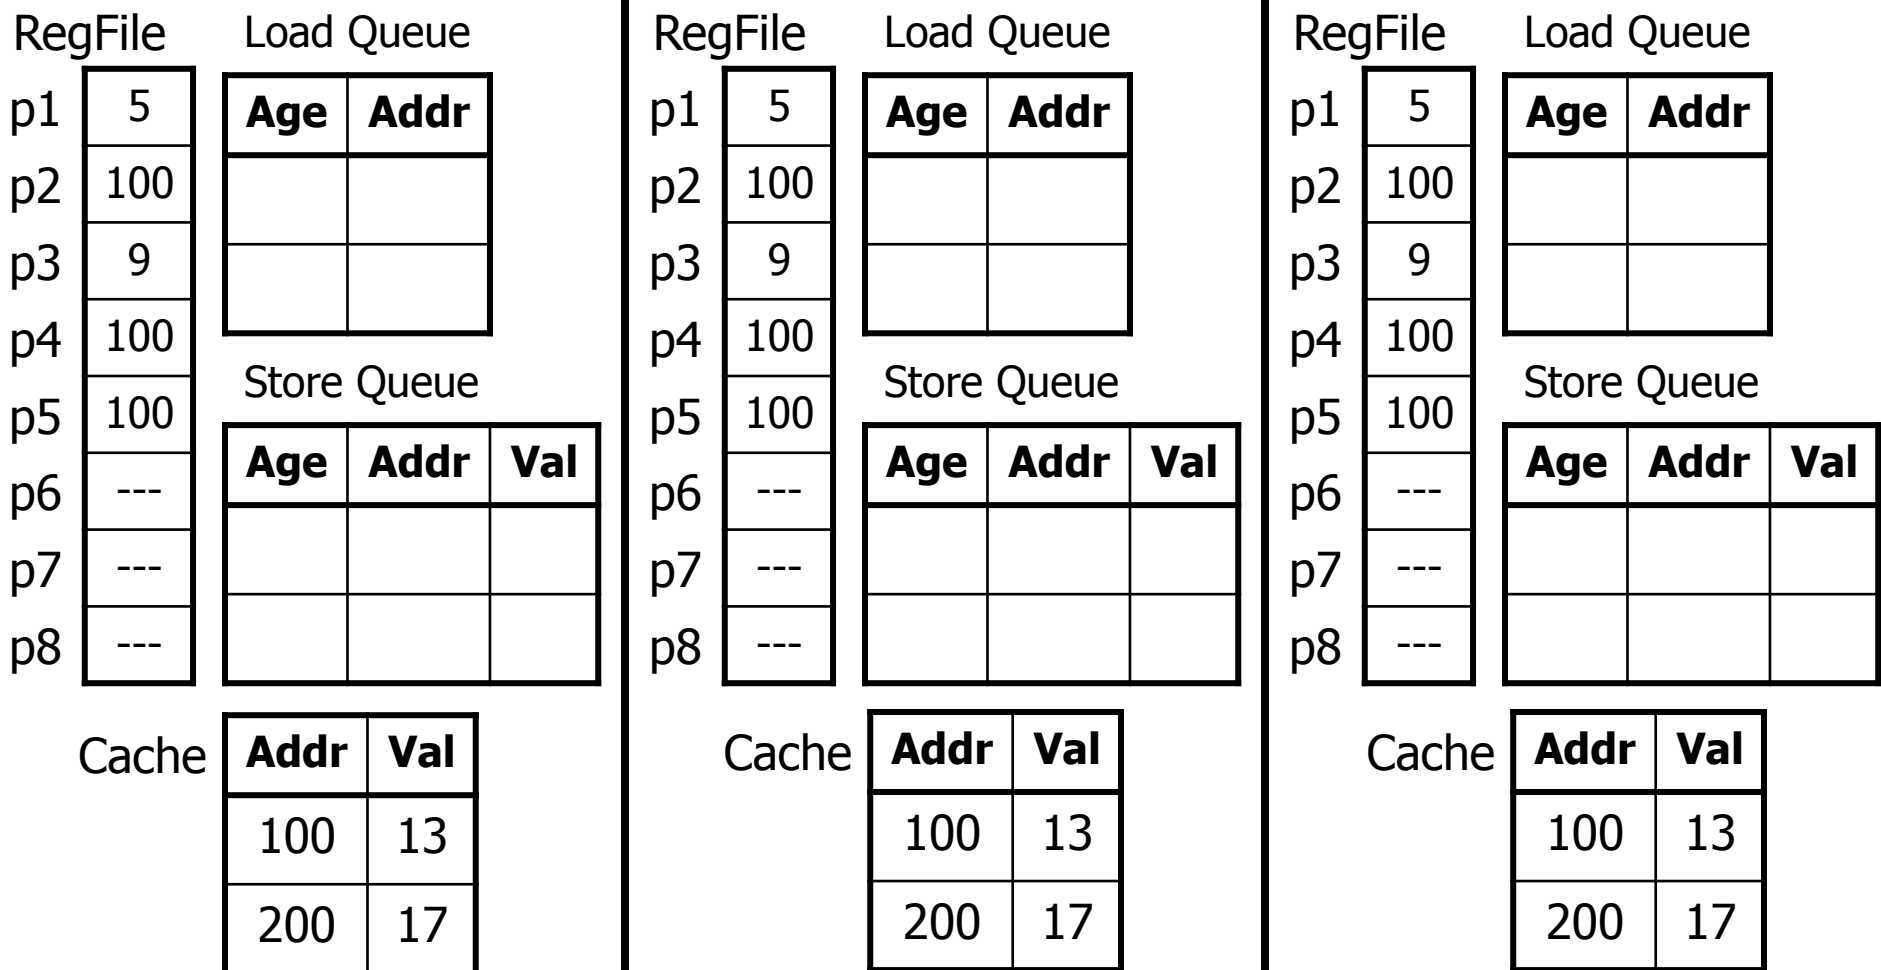 RegFile Load Queue
p1 5 Age Addr
p2 100
p3 9
p4 100
Store Queue
p5 100
Age Addr Val
p6 ---
p7 ---
p8 ---
Cache Addr Val
100 13
200 17
RegFile Load Queue
p1 5 Age Addr
p2 100
p3 9
p4 100
Store Queue
p5 100
Age Addr Val
p6 ---
p7 ---
p8 ---
Cache Addr Val
100 13
200 17
RegFile Load Queue
p1 5 Age Addr
p2 100
p3 9
p4 100
Store Queue
p5 100
Age Addr Val
p6 ---
p7 ---
p8 ---
Cache Addr Val
100 13
200 17